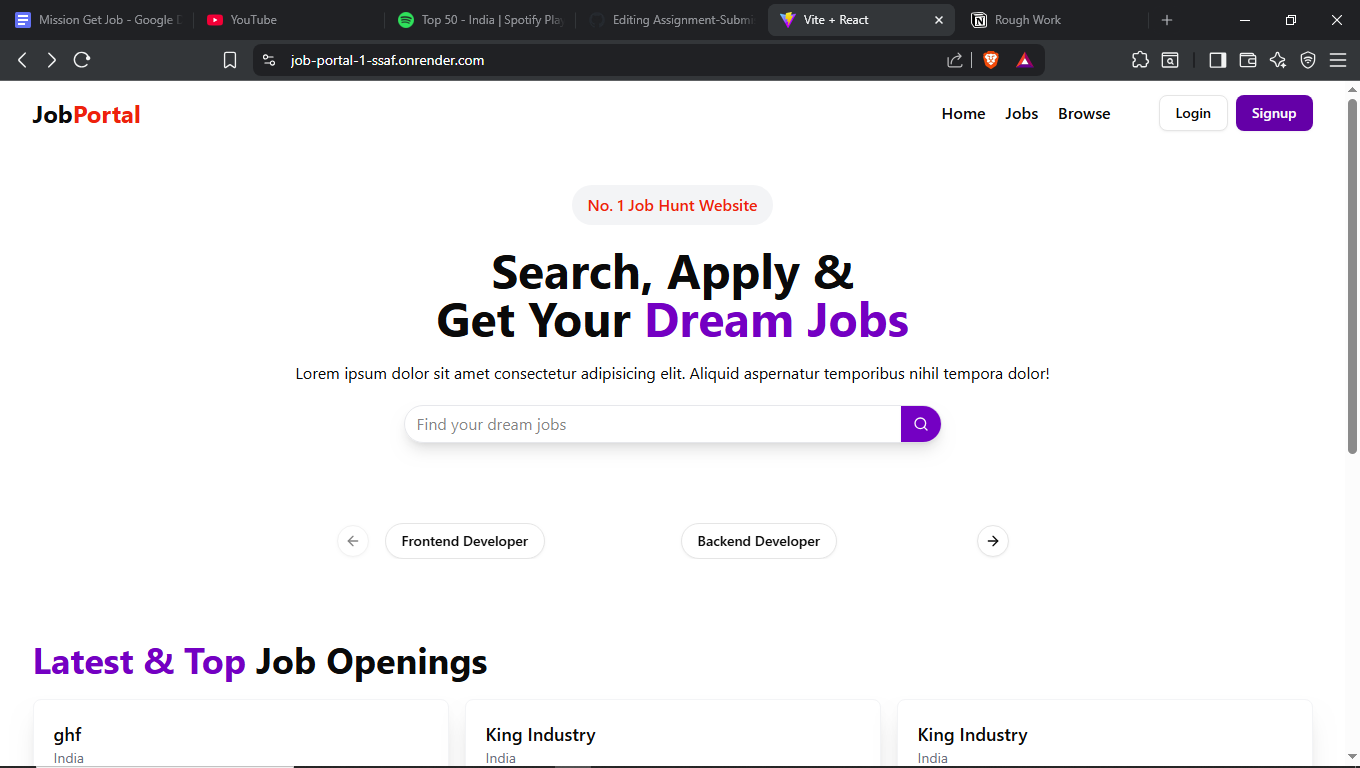 Mission Get Job - Google D
YouTube
Top 50 - India | Spotify Play
Editing Assignment-Submi
Vite + React
Rough Work
job-portal-1-ssaf.onrender.com
JobPortal
Home
Jobs
Browse
Login
Signup
No. 1 Job Hunt Website
Search, Apply &
Get Your Dream Jobs
Lorem ipsum dolor sit amet consectetur adipisicing elit. Aliquid aspernatur temporibus nihil tempora dolor!
Find your dream jobs
Frontend Developer
Backend Developer
Latest & Top Job Openings
ghf
India
King Industry
India
King Industry
India